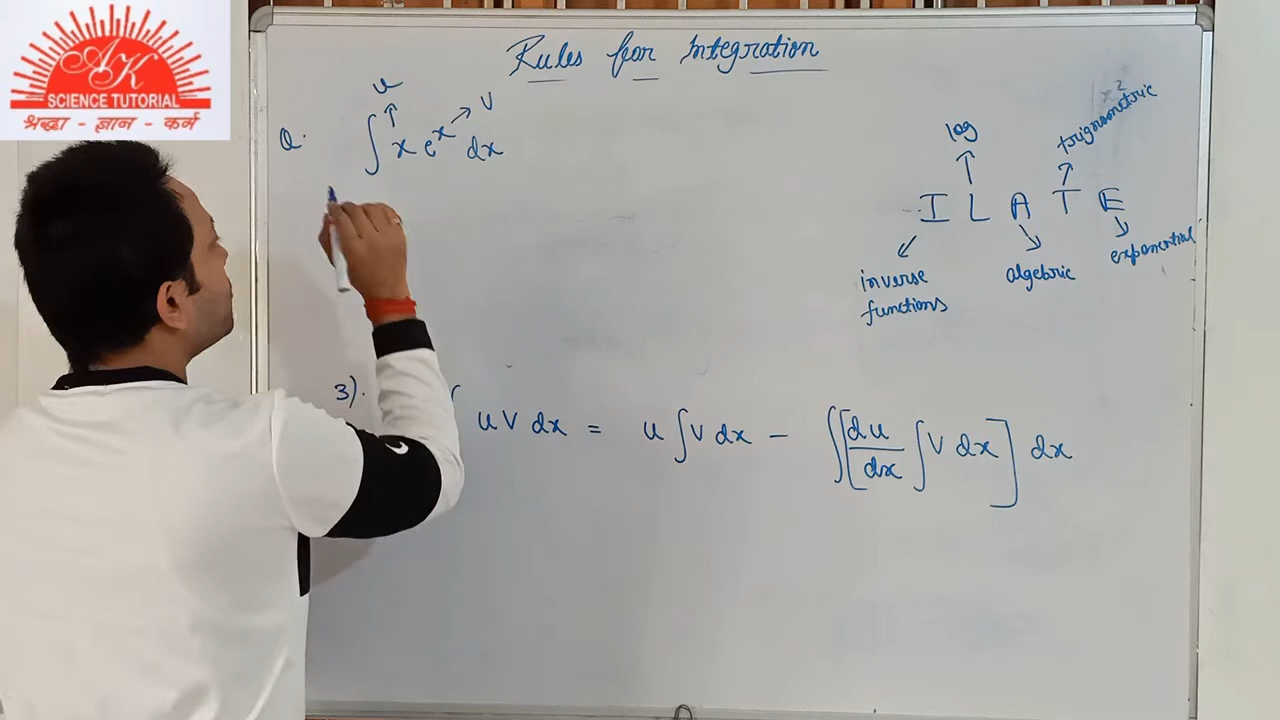 AK
SCIENCE TUTORIAL
श्रद्धा - ज्ञान - कर्म
Rules for Integration
u
v
Q. ∫ x eˣ dx
log
trigonometric
I L A T E
inverse
functions
algebric
exponential
3). ∫ u v dx = u ∫ v dx - ∫ [ du/dx ∫ v dx ] dx